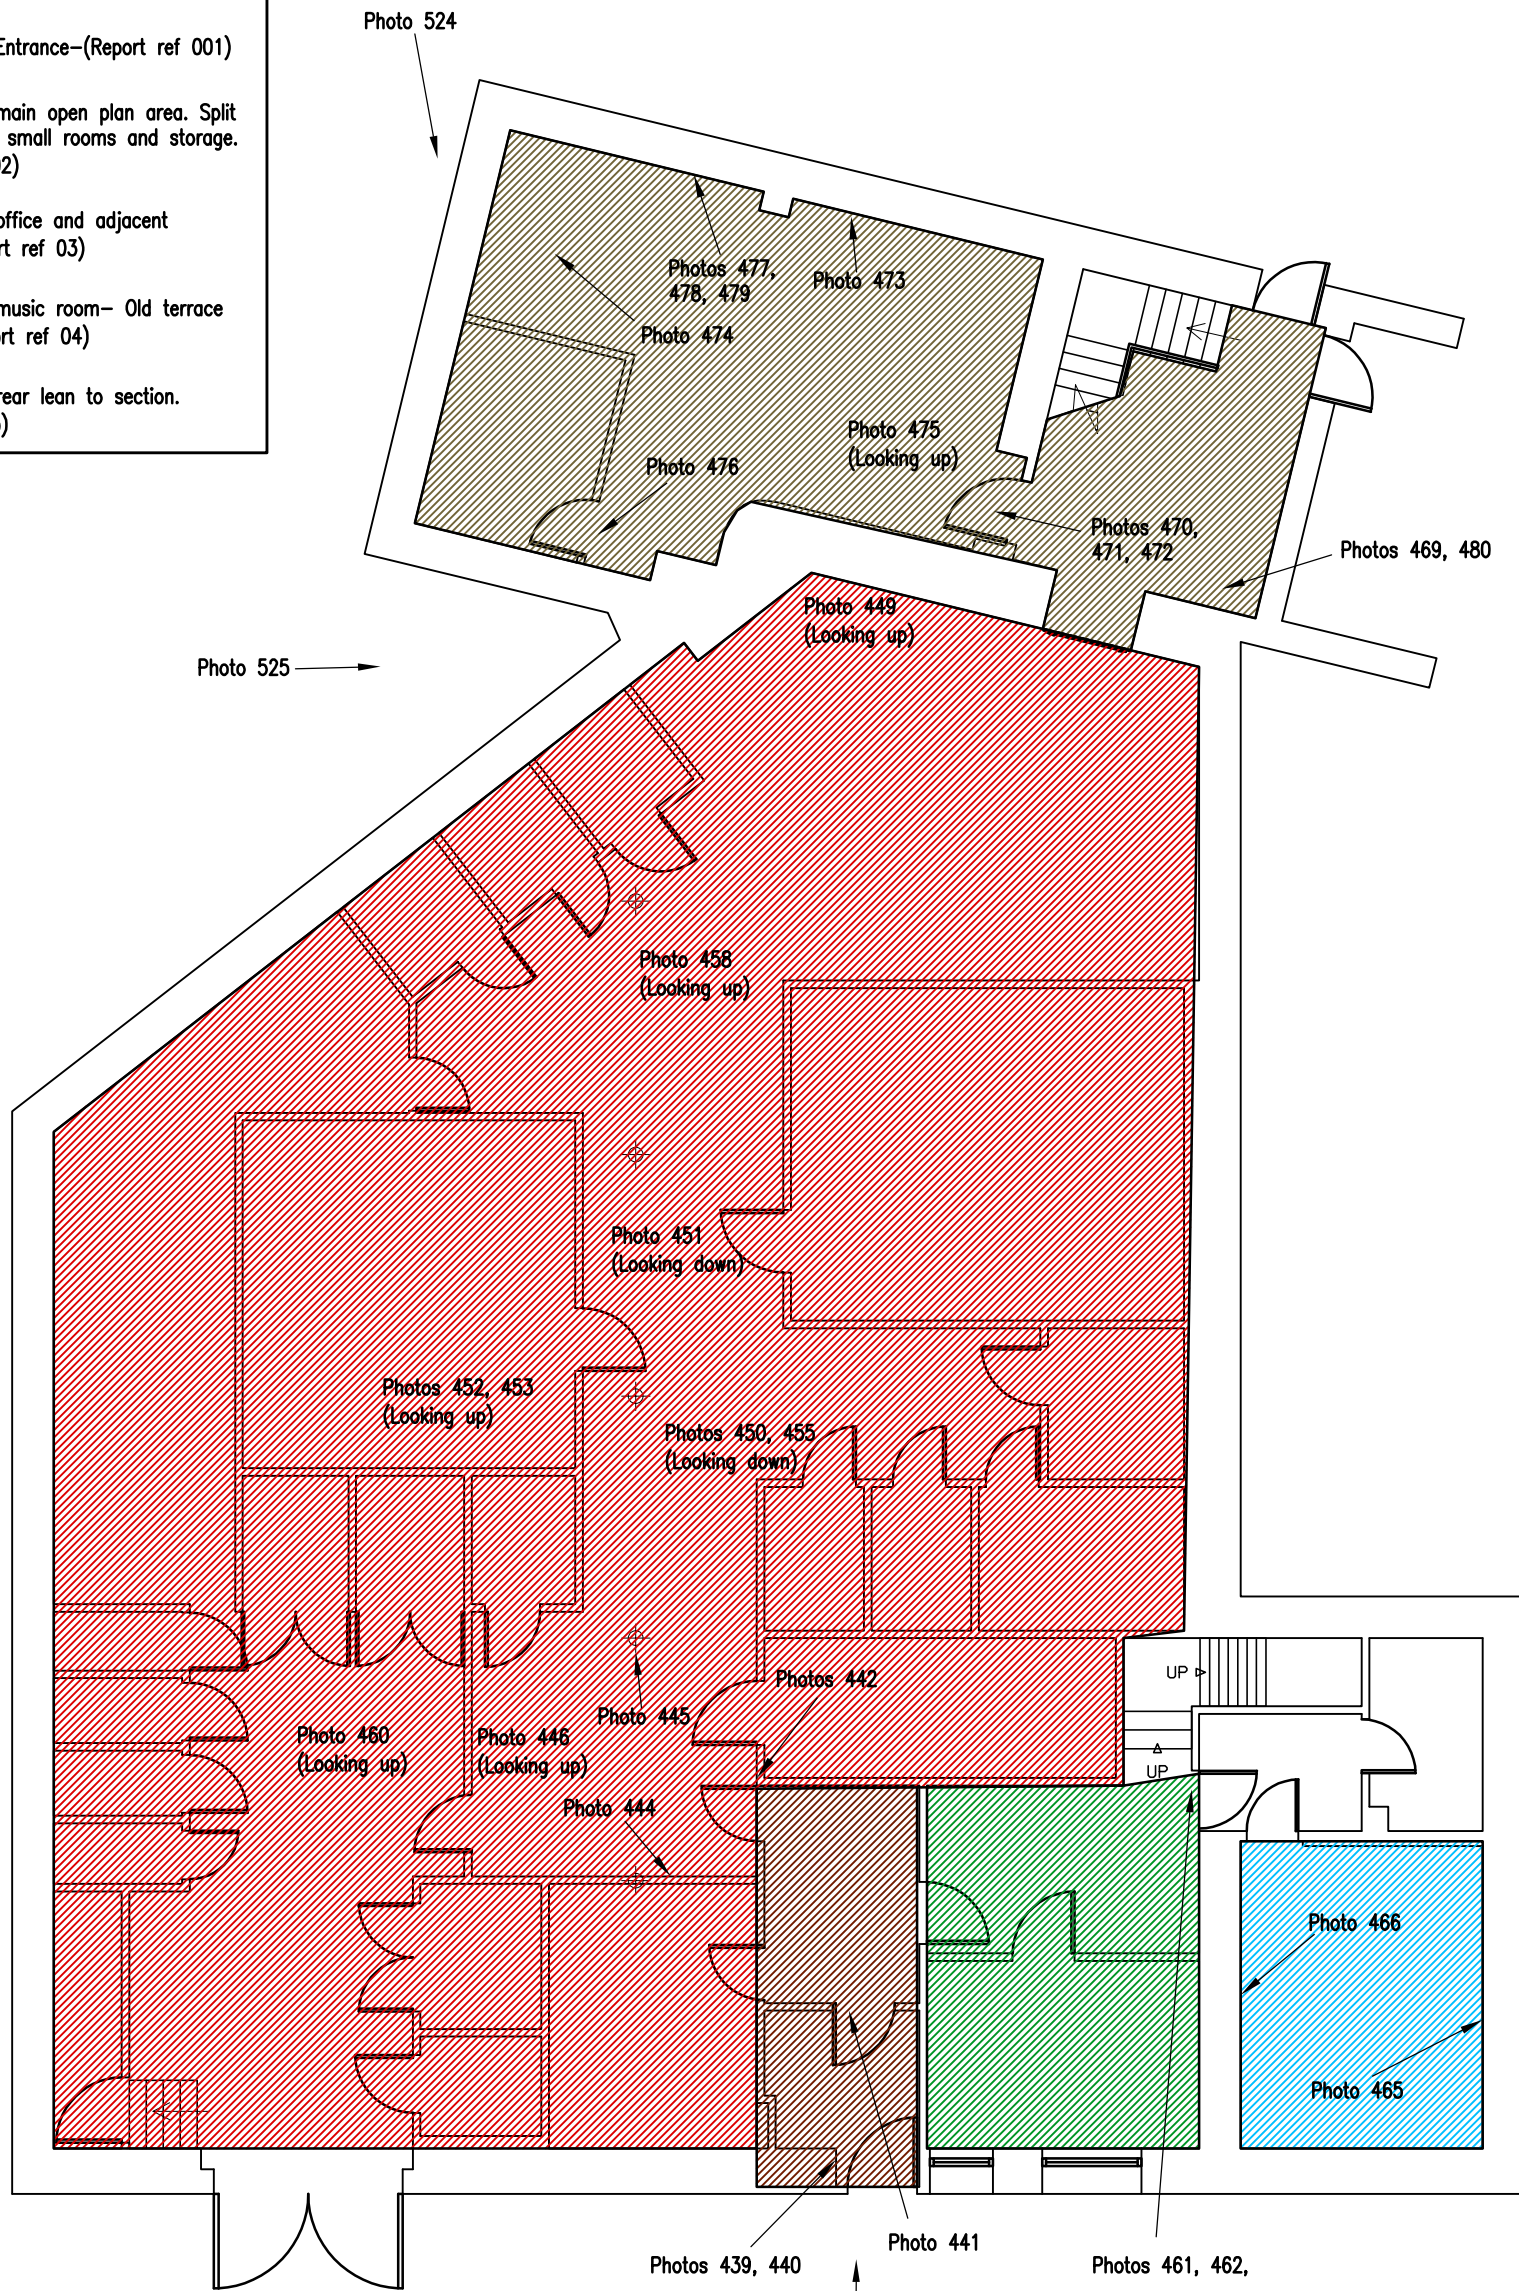 Entrance-(Report ref 001)
main open plan area. Split
small rooms and storage.
02)
office and adjacent
rt ref 03)
music room- Old terrace
ort ref 04)
rear lean to section.
)
Photo 524
Photos 477,
478, 479
Photo 473
Photo 474
Photo 475
(Looking up)
Photo 476
Photos 470,
471, 472
Photos 469, 480
Photo 449
(Looking up)
Photo 525
Photo 458
(Looking up)
Photo 451
(Looking down)
Photos 452, 453
(Looking up)
Photos 450, 455
(Looking down)
UP
Photos 442
Photo 445
Photo 460
(Looking up)
Photo 446
(Looking up)
UP
Photo 444
Photo 466
Photo 465
Photo 441
Photos 439, 440
Photos 461, 462,